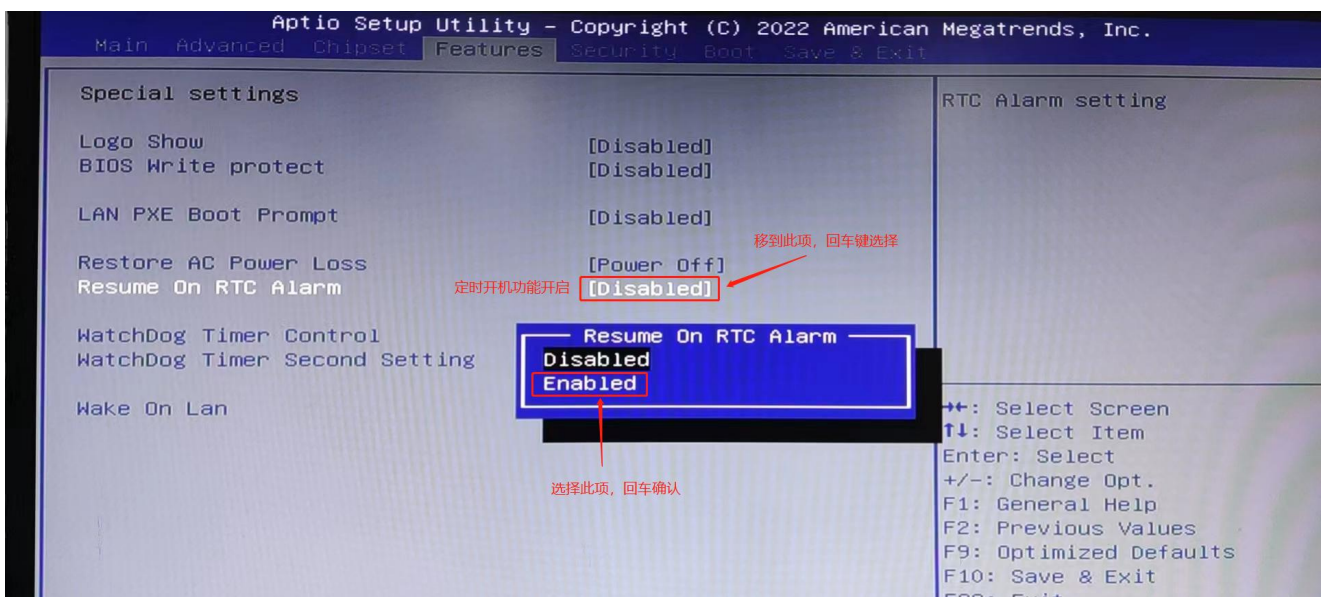 Aptio Setup Utility – Copyright (C) 2022 American Megatrends, Inc.
Main Advanced Chipset Features Security Boot Save & Exit
Special settings
RTC Alarm setting
Logo Show [Disabled]
BIOS Write protect [Disabled]
LAN PXE Boot Prompt [Disabled]
移到此项，回车键选择
Restore AC Power Loss [Power Off]
Resume On RTC Alarm 定时开机功能开启 [Disabled]
WatchDog Timer Control
WatchDog Timer Second Setting
Resume On RTC Alarm
Disabled
Enabled
Wake On Lan
选择此项，回车确认
→←: Select Screen
↑↓: Select Item
Enter: Select
+/-: Change Opt.
F1: General Help
F2: Previous Values
F9: Optimized Defaults
F10: Save & Exit